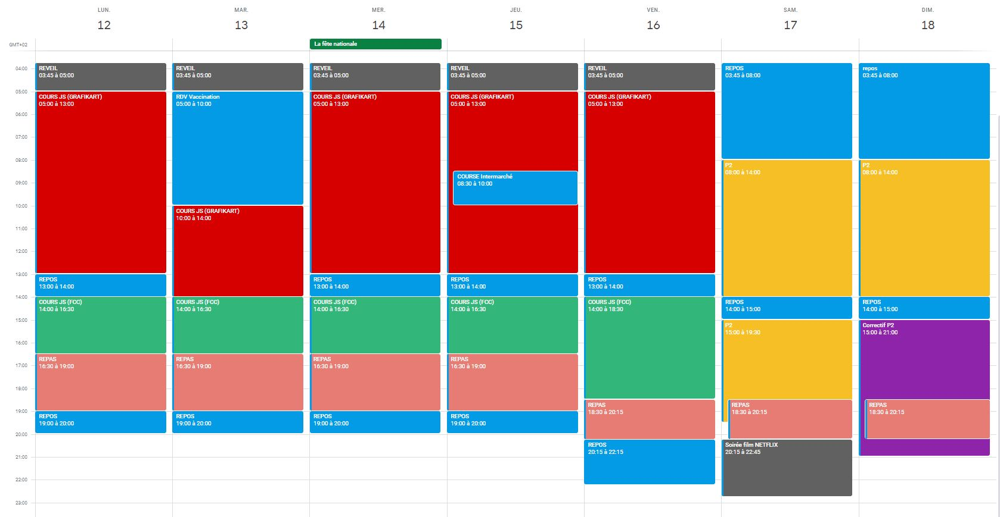 LUN.
12
MAR.
13
MER.
14
JEU.
15
VEN.
16
SAM.
17
DIM.
18
GMT+02
La fête nationale
04:00
05:00
06:00
07:00
08:00
09:00
10:00
11:00
12:00
13:00
14:00
15:00
16:00
17:00
18:00
19:00
20:00
21:00
22:00
23:00
REVEIL
03:45 à 05:00
COURS JS (GRAFIKART)
05:00 à 13:00
REPOS
13:00 à 14:00
COURS JS (FCC)
14:00 à 16:30
REPAS
16:30 à 19:00
REPOS
19:00 à 20:00
REVEIL
03:45 à 05:00
RDV Vaccination
05:00 à 10:00
COURS JS (GRAFIKART)
10:00 à 14:00
COURS JS (FCC)
14:00 à 16:30
REPAS
16:30 à 19:00
REPOS
19:00 à 20:00
REVEIL
03:45 à 05:00
COURS JS (GRAFIKART)
05:00 à 13:00
REPOS
13:00 à 14:00
COURS JS (FCC)
14:00 à 16:30
REPAS
16:30 à 19:00
REPOS
19:00 à 20:00
REVEIL
03:45 à 05:00
COURS JS (GRAFIKART)
05:00 à 13:00
COURSE Intermarché
08:30 à 10:00
REPOS
13:00 à 14:00
COURS JS (FCC)
14:00 à 16:30
REPAS
16:30 à 19:00
REPOS
19:00 à 20:00
REVEIL
03:45 à 05:00
COURS JS (GRAFIKART)
05:00 à 13:00
REPOS
13:00 à 14:00
COURS JS (FCC)
14:00 à 18:30
REPAS
18:30 à 20:15
REPOS
20:15 à 22:15
REPOS
03:45 à 08:00
P2
08:00 à 14:00
REPOS
14:00 à 15:00
P2
15:00 à 19:30
REPAS
18:30 à 20:15
Soirée film NETFLIX
20:15 à 22:45
repos
03:45 à 08:00
P2
08:00 à 14:00
REPOS
14:00 à 15:00
Correctif P2
15:00 à 21:00
REPAS
18:30 à 20:15